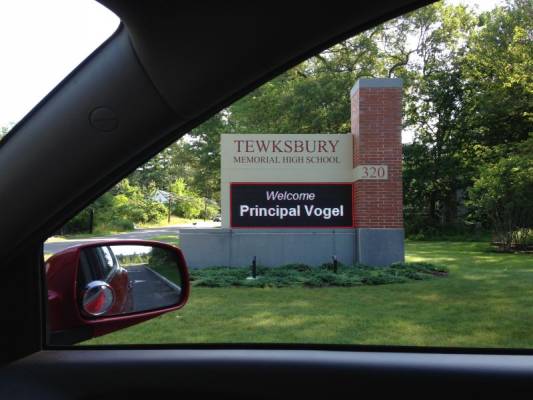 TEWKSBURY
MEMORIAL HIGH SCHOOL
320
Welcome
Principal Vogel